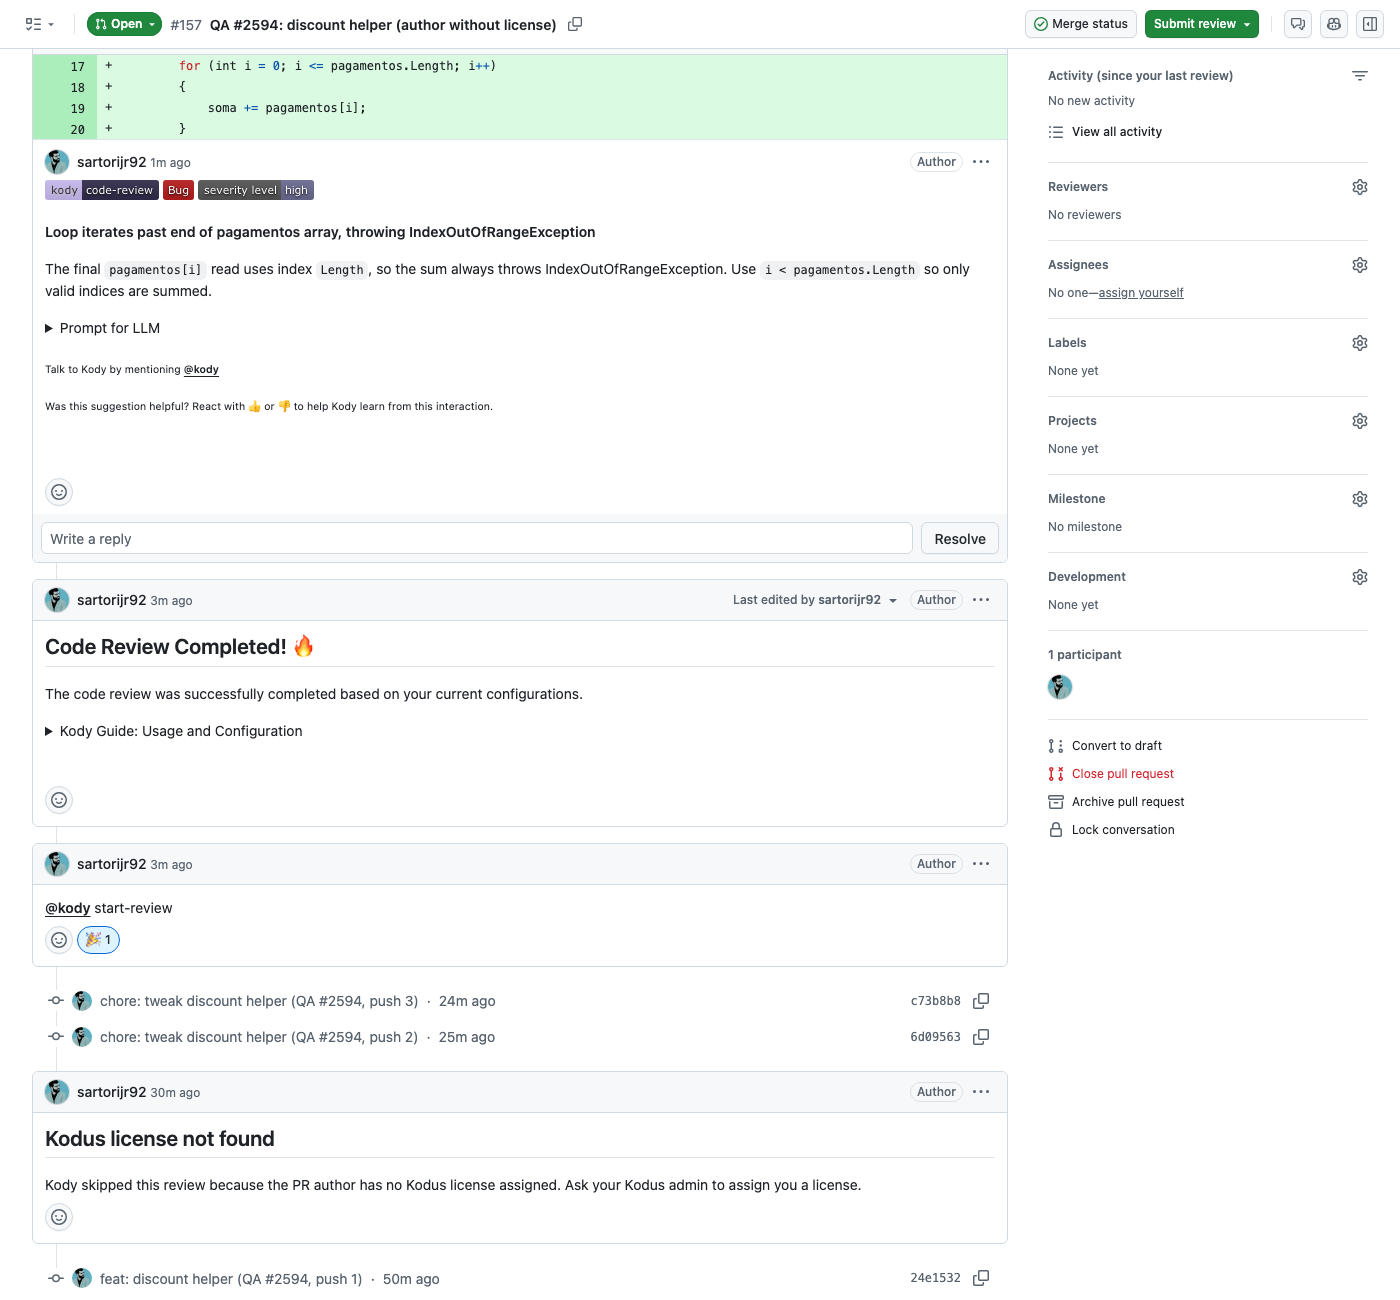 Open
#157 QA #2594: discount helper (author without license)
Merge status
Submit review
17 + for (int i = 0; i <= pagamentos.Length; i++)
18 + {
19 + soma += pagamentos[i];
20 + }
sartorijr92 1m ago
Author
kody code-review Bug severity level high
Loop iterates past end of pagamentos array, throwing IndexOutOfRangeException
The final pagamentos[i] read uses index Length, so the sum always throws IndexOutOfRangeException. Use i < pagamentos.Length so only
valid indices are summed.
Prompt for LLM
Talk to Kody by mentioning @kody
Was this suggestion helpful? React with 👍 or 👎 to help Kody learn from this interaction.
Write a reply
Resolve
sartorijr92 3m ago
Last edited by sartorijr92
Author
Code Review Completed! 🔥
The code review was successfully completed based on your current configurations.
Kody Guide: Usage and Configuration
sartorijr92 3m ago
Author
@kody start-review
🎉 1
chore: tweak discount helper (QA #2594, push 3) · 24m ago
c73b8b8
chore: tweak discount helper (QA #2594, push 2) · 25m ago
6d09563
sartorijr92 30m ago
Author
Kodus license not found
Kody skipped this review because the PR author has no Kodus license assigned. Ask your Kodus admin to assign you a license.
feat: discount helper (QA #2594, push 1) · 50m ago
24e1532
Activity (since your last review)
No new activity
View all activity
Reviewers
No reviewers
Assignees
No one—assign yourself
Labels
None yet
Projects
None yet
Milestone
No milestone
Development
None yet
1 participant
Convert to draft
Close pull request
Archive pull request
Lock conversation